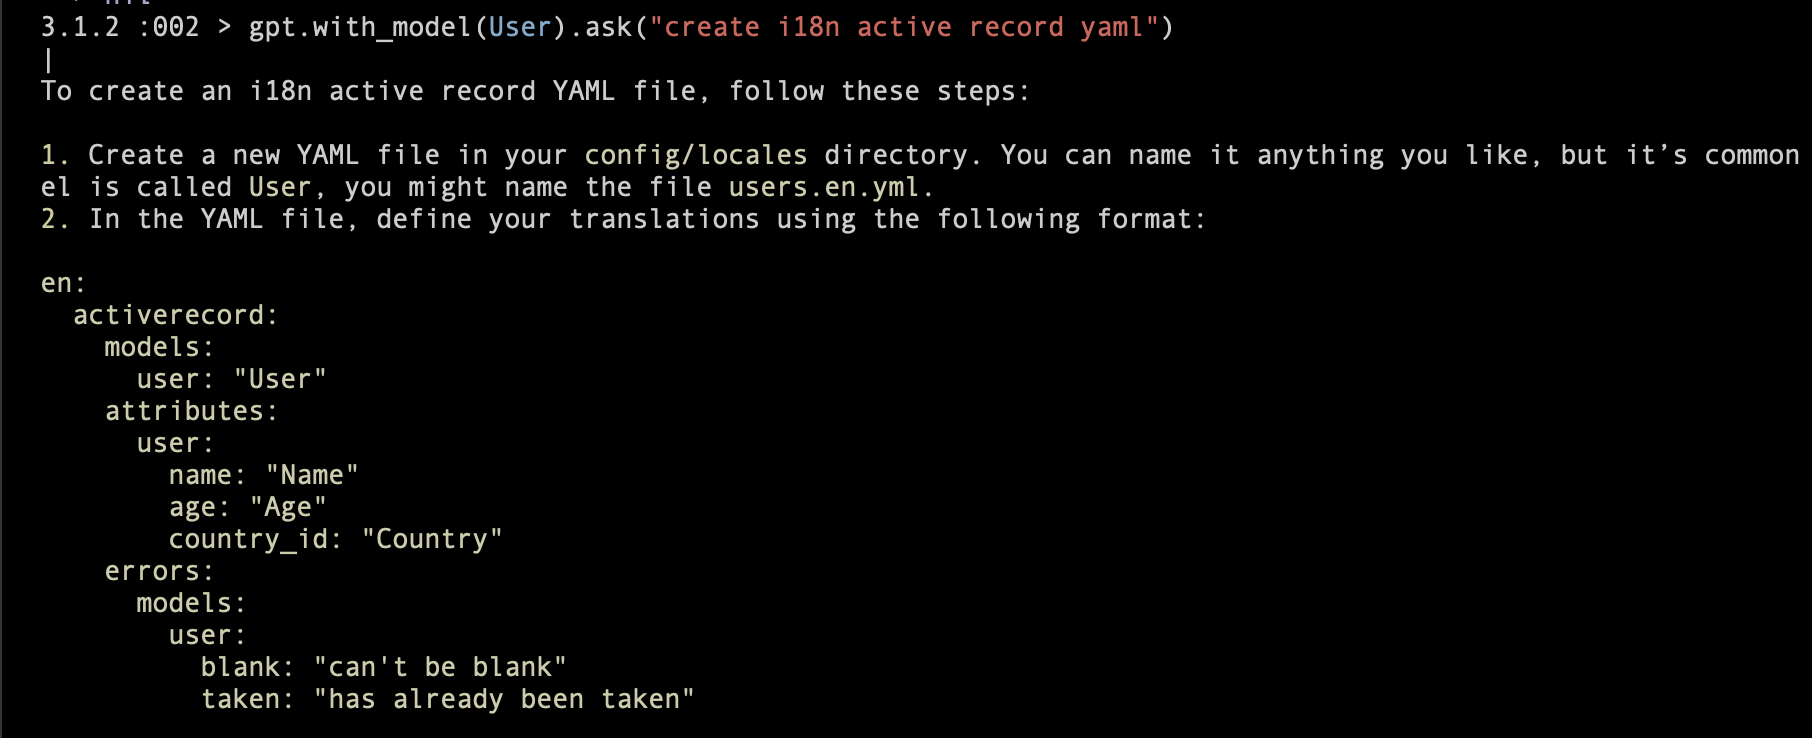 3.1.2 :002 > gpt.with_model(User).ask("create i18n active record yaml")
|
To create an i18n active record YAML file, follow these steps:
1. Create a new YAML file in your config/locales directory. You can name it anything you like, but it’s common
el is called User, you might name the file users.en.yml.
2. In the YAML file, define your translations using the following format:
en:
  activerecord:
    models:
      user: "User"
    attributes:
      user:
        name: "Name"
        age: "Age"
        country_id: "Country"
    errors:
      models:
        user:
          blank: "can't be blank"
          taken: "has already been taken"